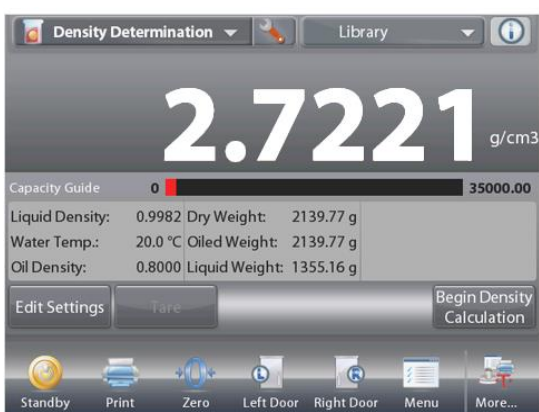 Density Determination Library
2.7221 g/cm3
Capacity Guide 0 35000.00
Liquid Density: 0.9982 Dry Weight: 2139.77 g
Water Temp.: 20.0 °C Oiled Weight: 2139.77 g
Oil Density: 0.8000 Liquid Weight: 1355.16 g
Edit Settings Tare Begin Density
Calculation
L R T
Standby Print Zero Left Door Right Door Menu More...